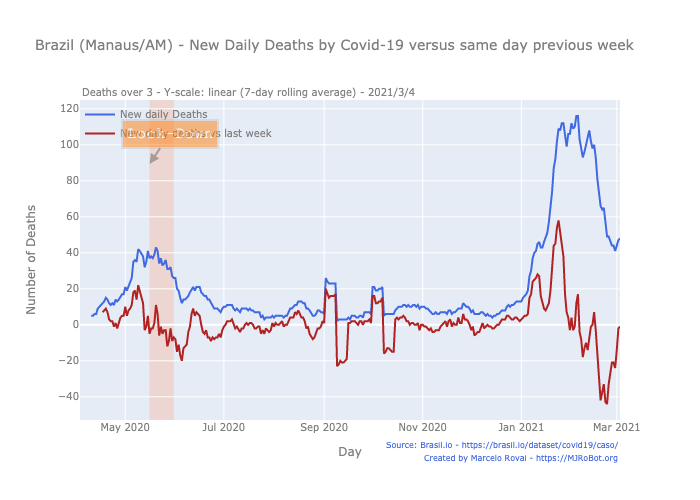 Brazil (Manaus/AM) - New Daily Deaths by Covid-19 versus same day previous week
Deaths over 3 - Y-scale: linear (7-day rolling average) - 2021/3/4
New daily Deaths
New daily deaths vs last week
Number of Deaths
120
100
80
60
40
20
0
−20
−40
May 2020
Jul 2020
Sep 2020
Nov 2020
Jan 2021
Mar 2021
Day
Source: Brasil.io - https://brasil.io/dataset/covid19/caso/
Created by Marcelo Rovai - https://MJRoBot.org